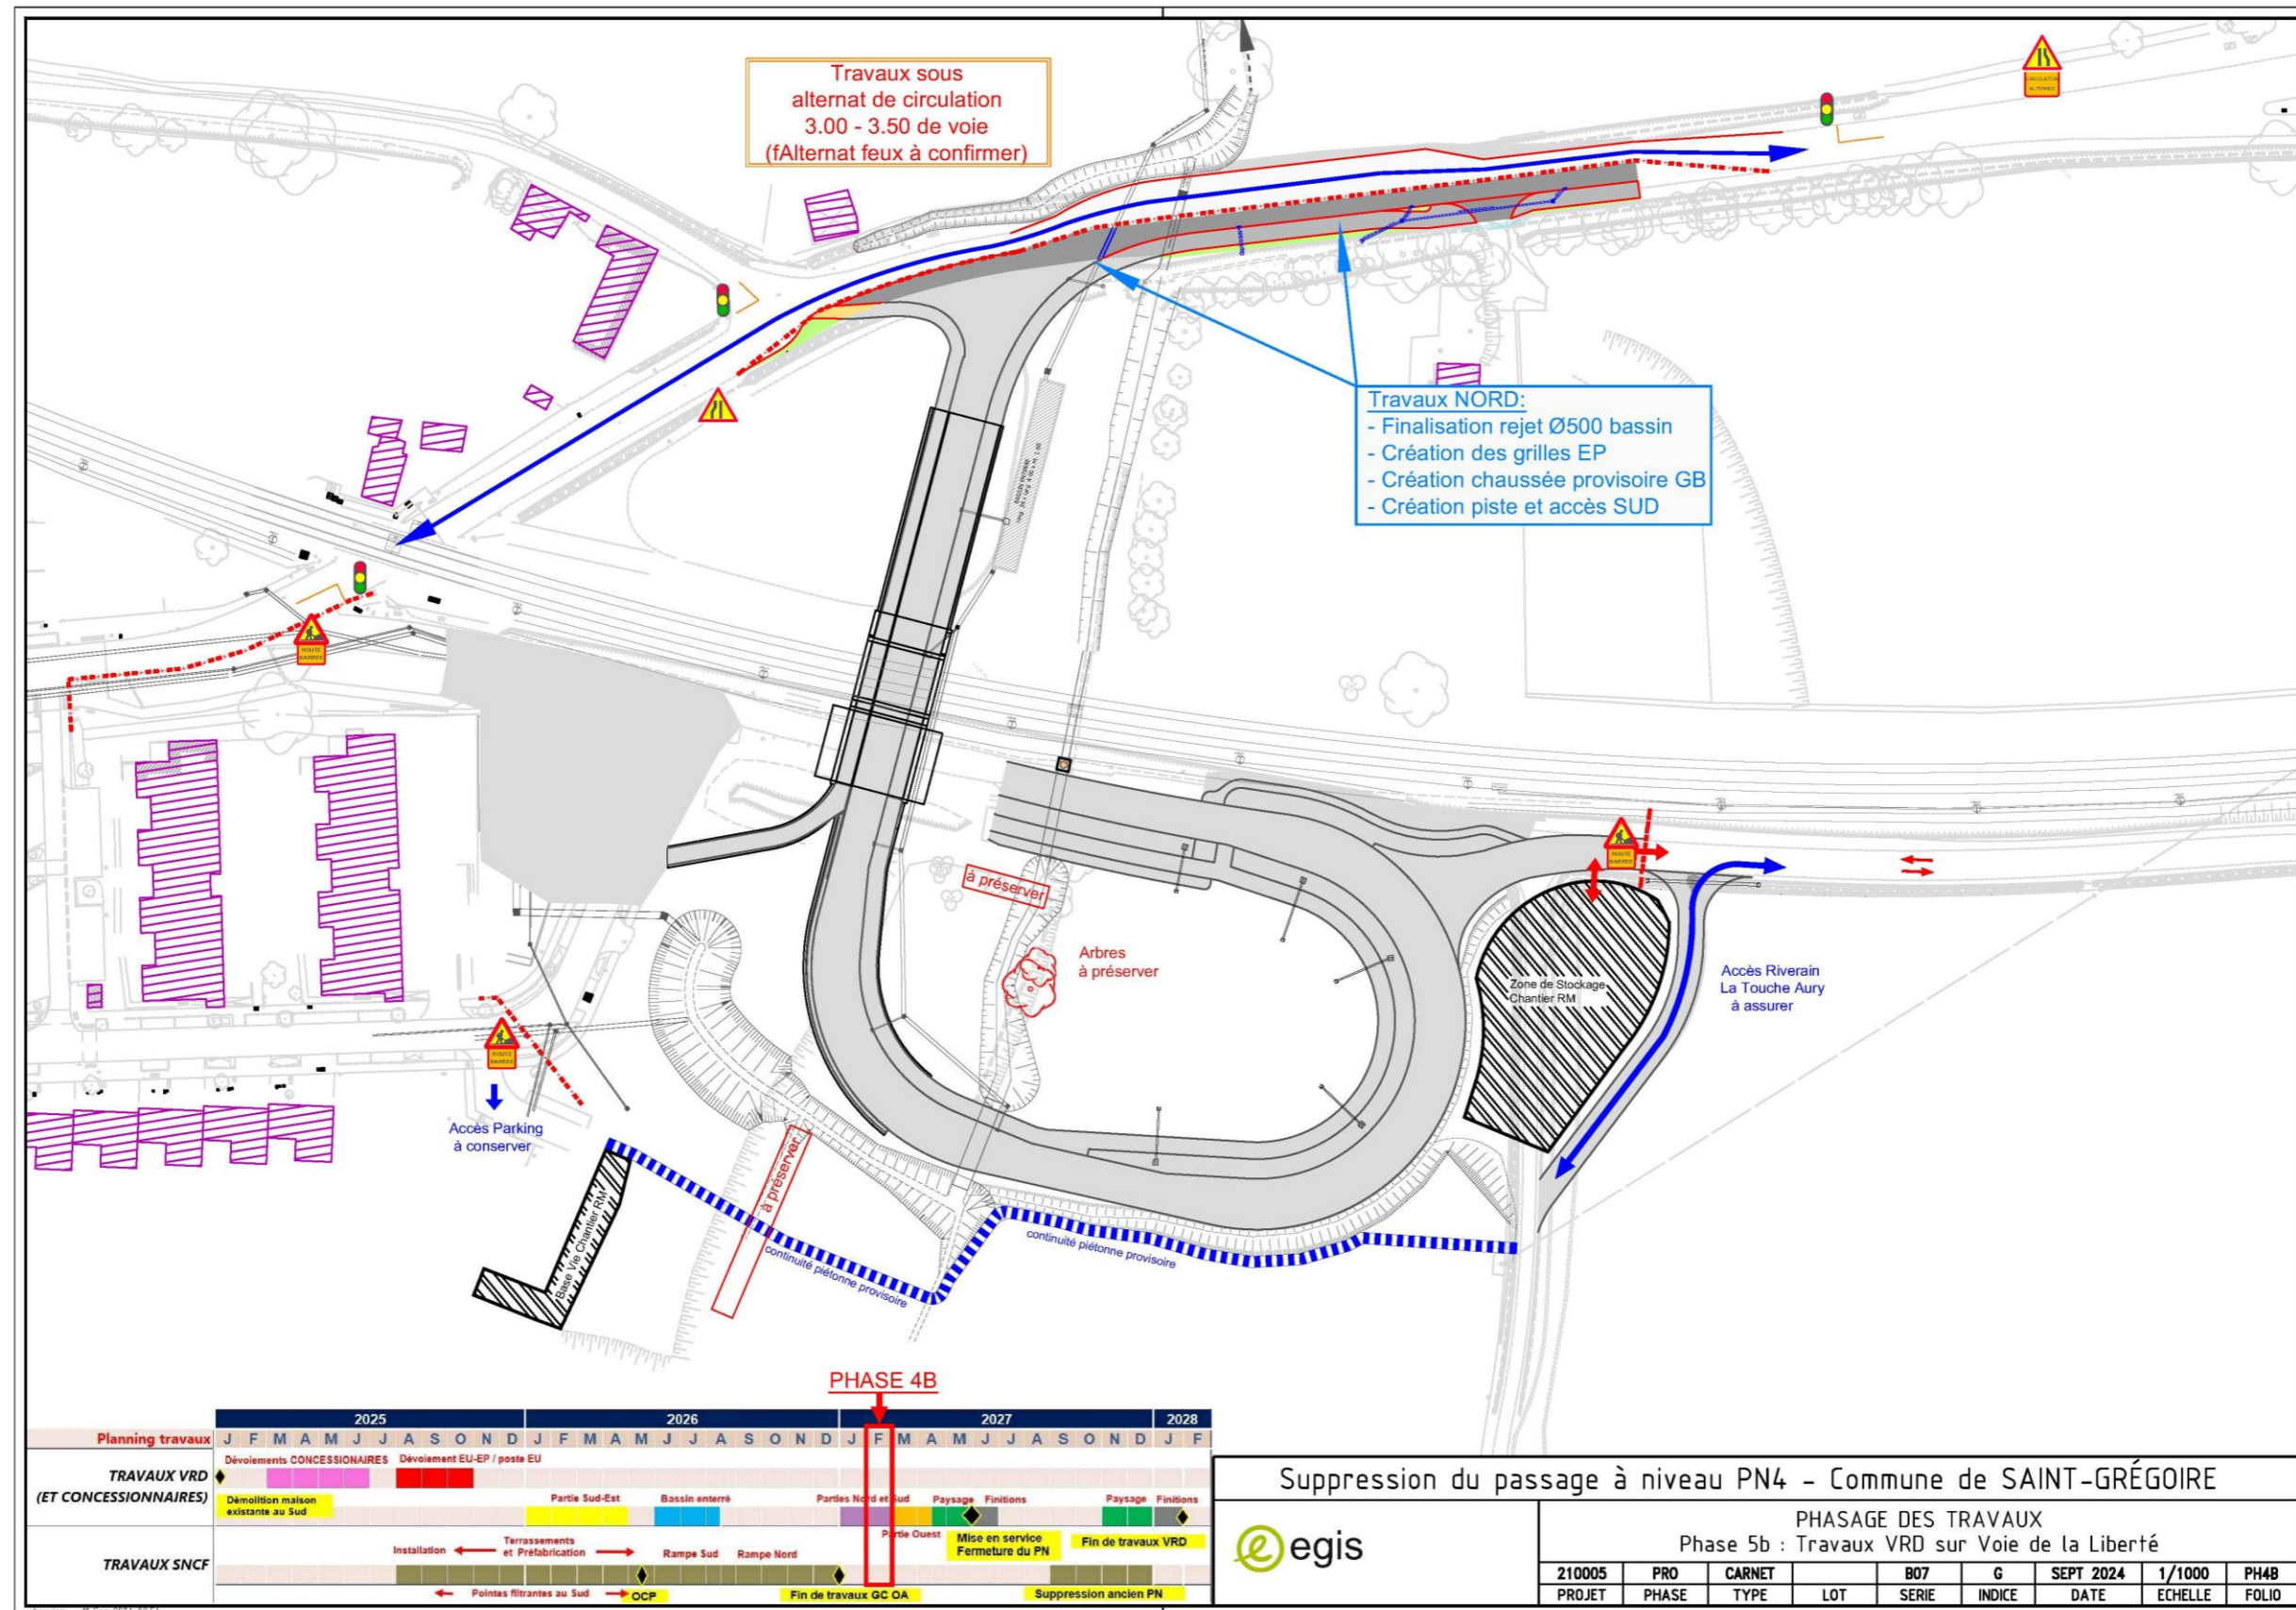 Travaux sous
alternat de circulation
3.00 - 3.50 de voie
(fAlternat feux à confirmer)
CIRCULATION
ALTERNEE
Travaux NORD:
- Finalisation rejet Ø500 bassin
- Création des grilles EP
- Création chaussée provisoire GB
- Création piste et accès SUD
ROUTE
BARREE
à préserver
Arbres
à préserver
ROUTE
BARREE
Zone de Stockage
Chantier RM
Accès Riverain
La Touche Aury
à assurer
ROUTE
BARREE
Accès Parking
à conserver
à préserver
Base Vie Chantier RM
continuité piétonne provisoire
continuité piétonne provisoire
PHASE 4B
2025 2026 2027 2028
Planning travaux J F M A M J J A S O N D J F M A M J J A S O N D J F M A M J J A S O N D J F
TRAVAUX VRD
(ET CONCESSIONNAIRES)
Dévoiements CONCESSIONAIRES Dévoiement EU-EP / poste EU
Démolition maison
existante au Sud
Partie Sud-Est Bassin enterré Parties Nord et Sud Paysage Finitions Paysage Finitions
Partie Ouest
Mise en service
Fermeture du PN
Fin de travaux VRD
TRAVAUX SNCF
Installation
Terrassements
et Préfabrication
Rampe Sud Rampe Nord
Pointes filtrantes au Sud OCP Fin de travaux GC OA Suppression ancien PN
Suppression du passage à niveau PN4 - Commune de SAINT-GRÉGOIRE
egis
PHASAGE DES TRAVAUX
Phase 5b : Travaux VRD sur Voie de la Liberté
210005 PRO CARNET B07 G SEPT 2024 1/1000 PH4B
PROJET PHASE TYPE LOT SERIE INDICE DATE ECHELLE FOLIO